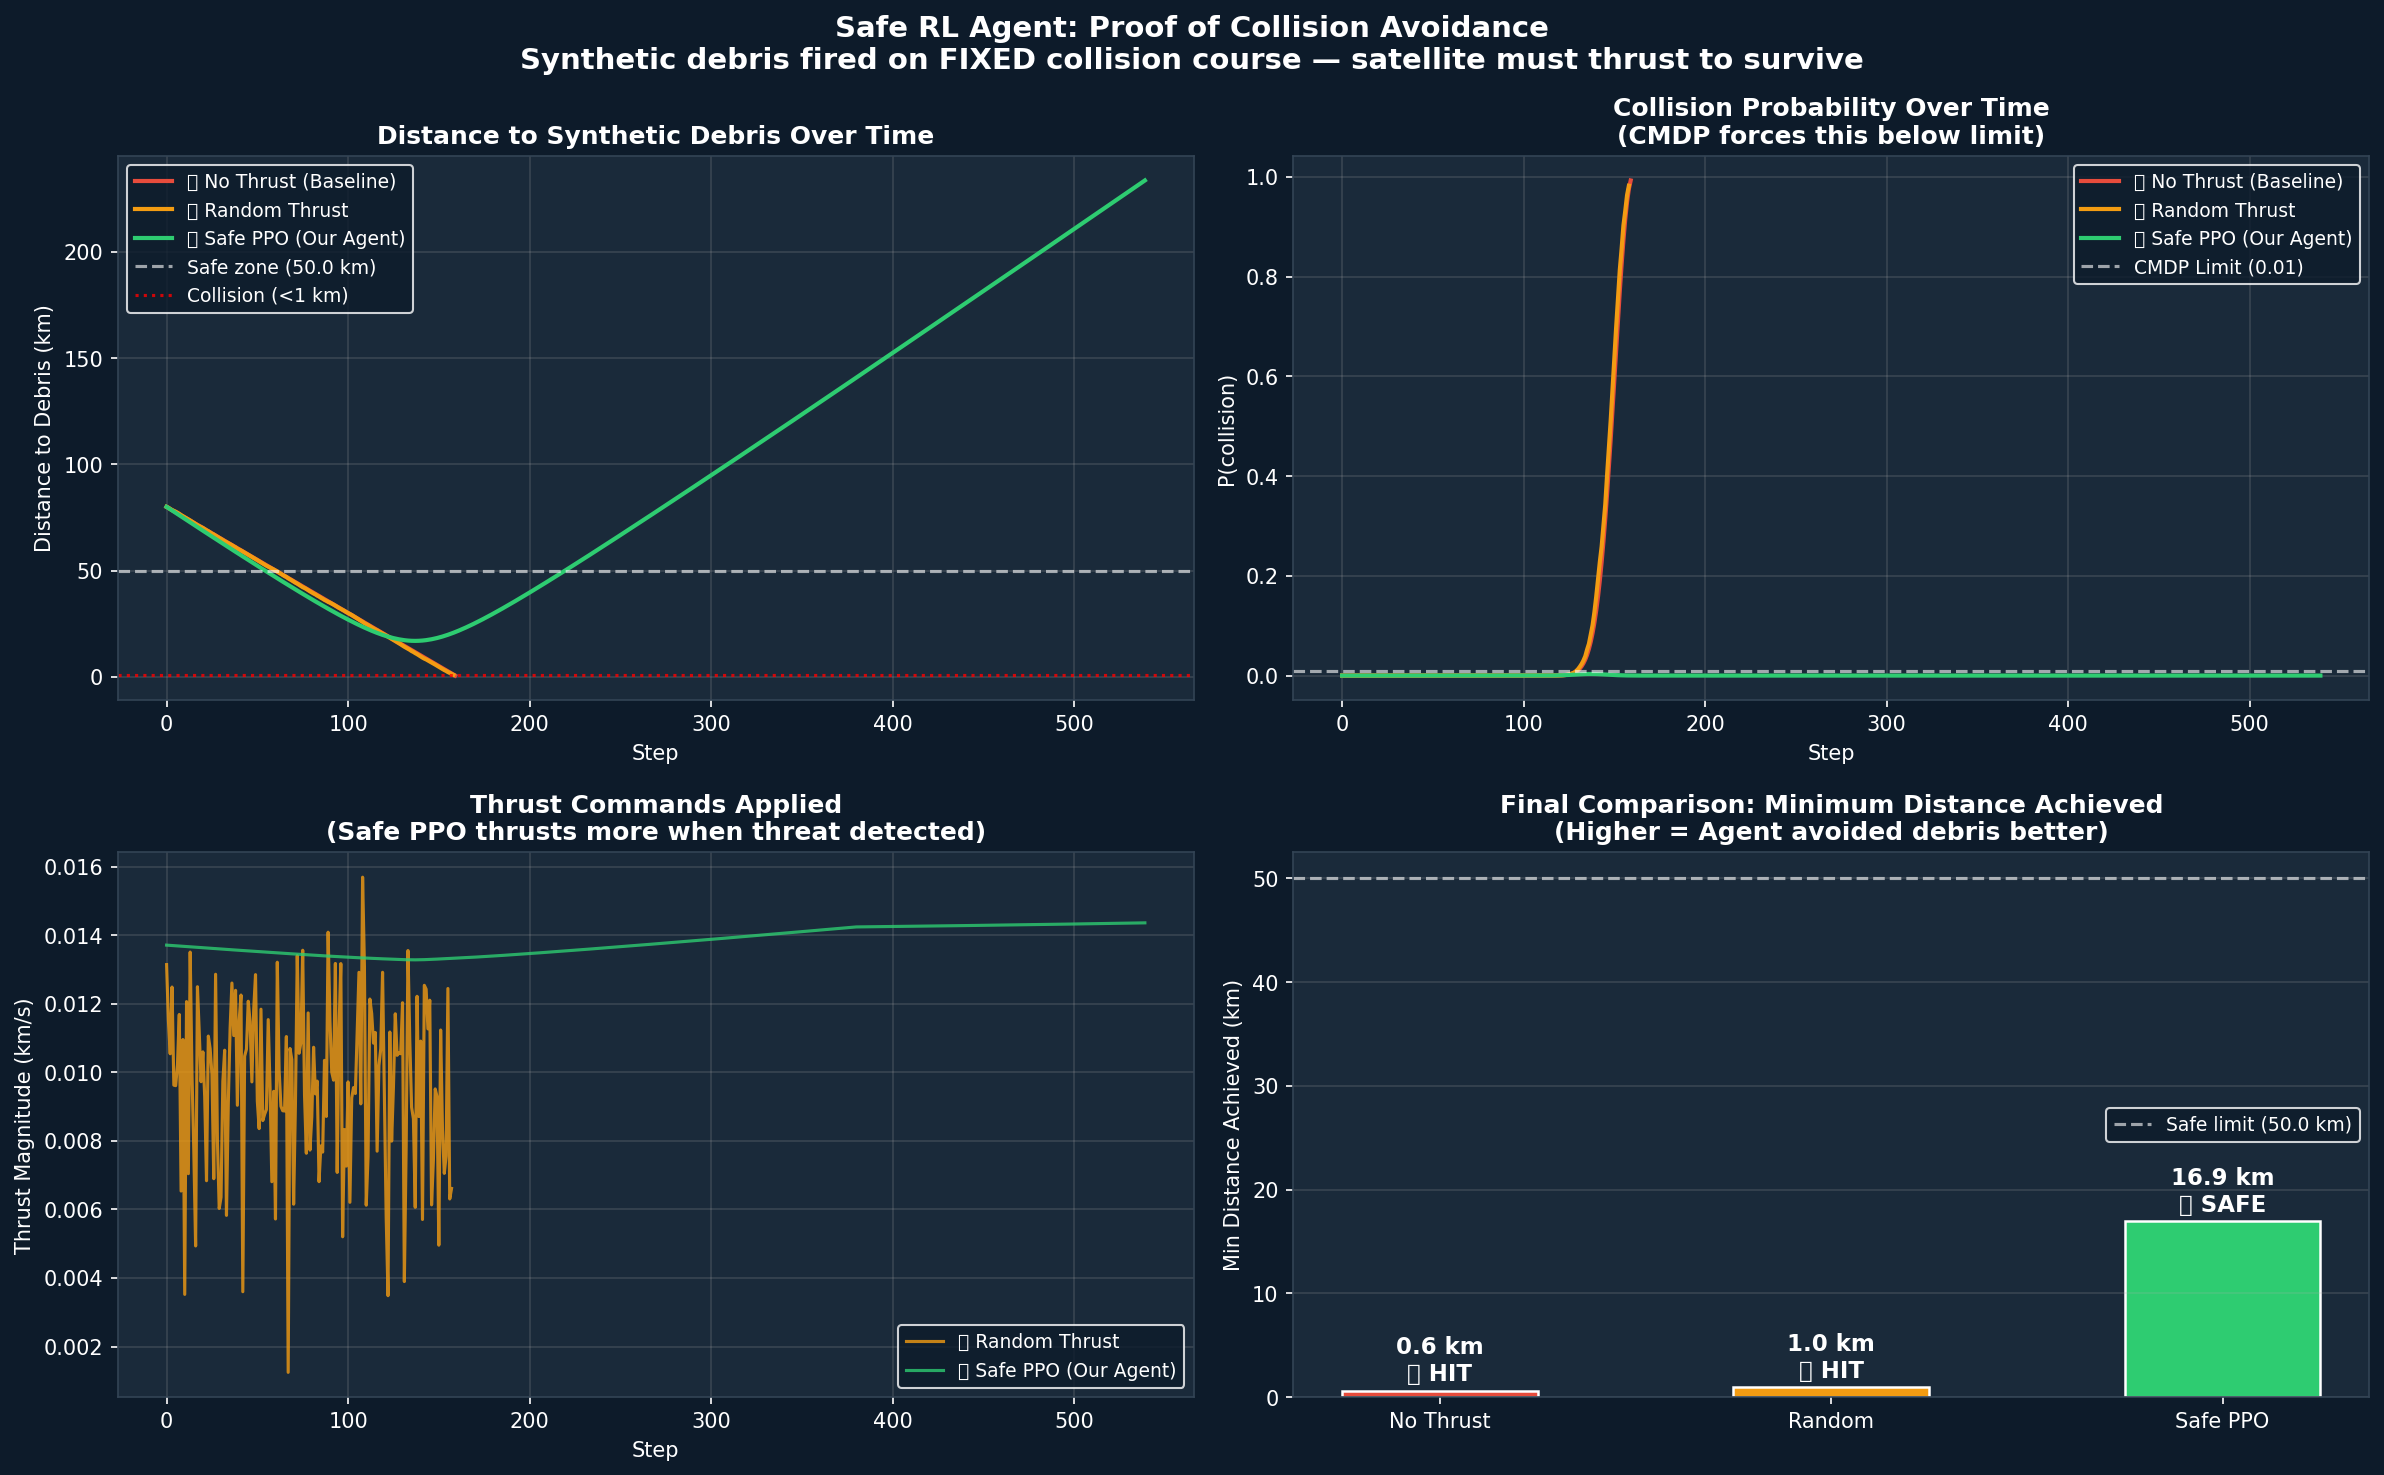 Safe RL Agent: Proof of Collision Avoidance
Synthetic debris fired on FIXED collision course — satellite must thrust to survive
Distance to Synthetic Debris Over Time
Distance to Debris (km)
200
150
100
50
0
▯ No Thrust (Baseline)
▯ Random Thrust
▯ Safe PPO (Our Agent)
Safe zone (50.0 km)
Collision (<1 km)
0 100 200 300 400 500
Step
Collision Probability Over Time
(CMDP forces this below limit)
P(collision)
1.0
0.8
0.6
0.4
0.2
0.0
▯ No Thrust (Baseline)
▯ Random Thrust
▯ Safe PPO (Our Agent)
CMDP Limit (0.01)
0 100 200 300 400 500
Step
Thrust Commands Applied
(Safe PPO thrusts more when threat detected)
Thrust Magnitude (km/s)
0.016
0.014
0.012
0.010
0.008
0.006
0.004
0.002
▯ Random Thrust
▯ Safe PPO (Our Agent)
0 100 200 300 400 500
Step
Final Comparison: Minimum Distance Achieved
(Higher = Agent avoided debris better)
Min Distance Achieved (km)
50
40
30
20
10
0
Safe limit (50.0 km)
0.6 km
▯ HIT
1.0 km
▯ HIT
16.9 km
▯ SAFE
No Thrust Random Safe PPO